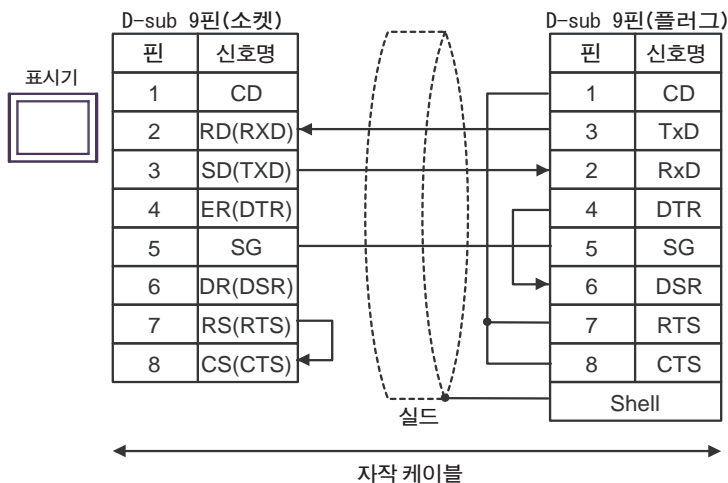 D-sub 9핀(소켓)
D-sub 9핀(플러그)
표시기
핀 신호명
1 CD
2 RD(RXD)
3 SD(TXD)
4 ER(DTR)
5 SG
6 DR(DSR)
7 RS(RTS)
8 CS(CTS)
핀 신호명
1 CD
3 TxD
2 RxD
4 DTR
5 SG
6 DSR
7 RTS
8 CTS
Shell
실드
자작 케이블